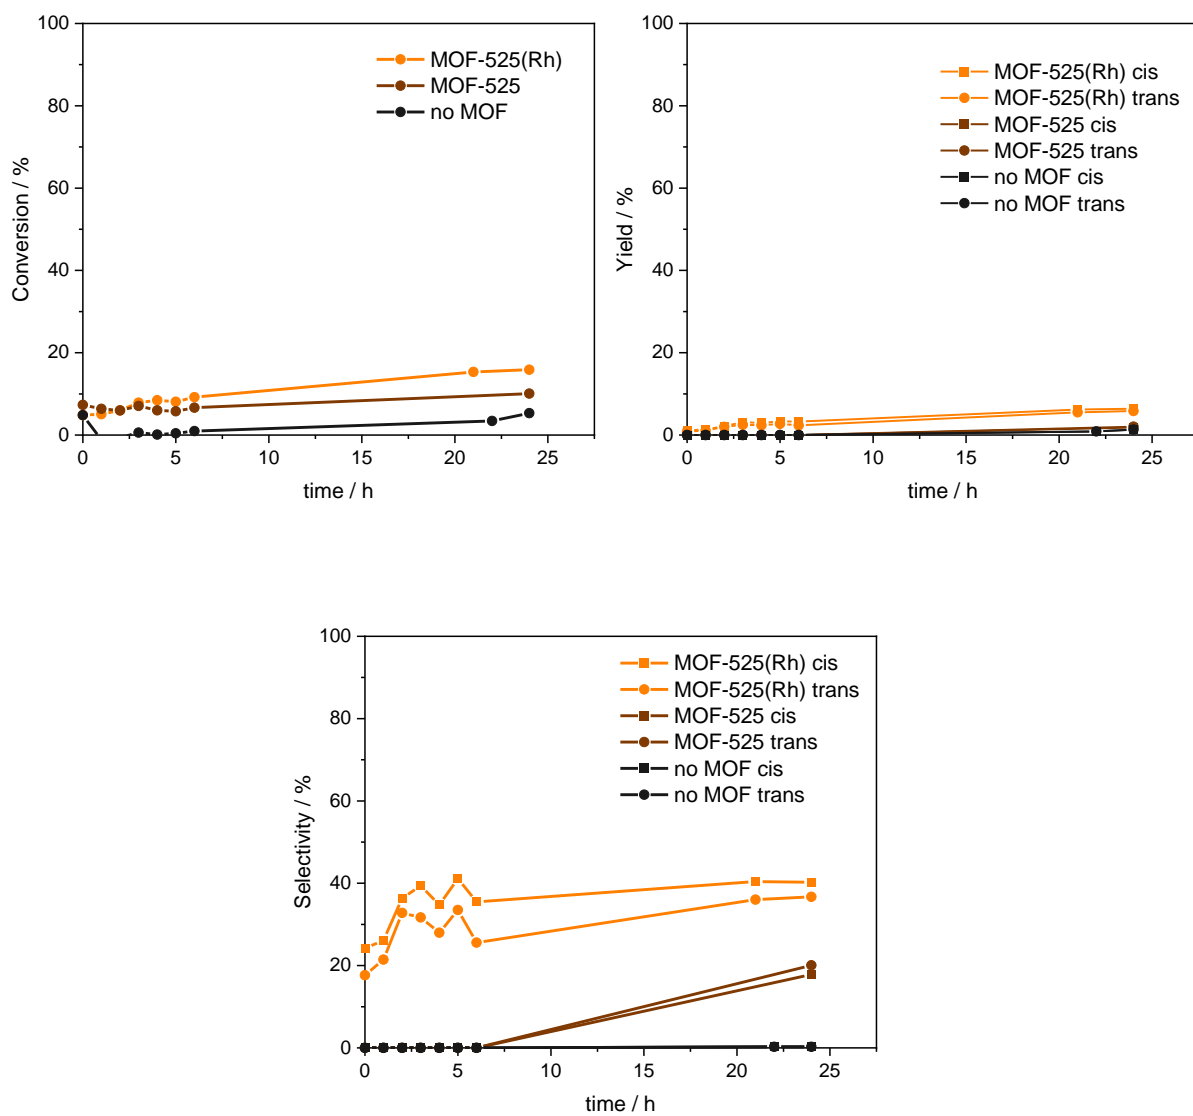 100
80
60
40
20
0
Conversion / %
MOF-525(Rh)
MOF-525
no MOF
0
5
10
15
20
25
time / h
100
80
60
40
20
0
Yield / %
MOF-525(Rh) cis
MOF-525(Rh) trans
MOF-525 cis
MOF-525 trans
no MOF cis
no MOF trans
0
5
10
15
20
25
time / h
100
80
60
40
20
0
Selectivity / %
MOF-525(Rh) cis
MOF-525(Rh) trans
MOF-525 cis
MOF-525 trans
no MOF cis
no MOF trans
0
5
10
15
20
25
time / h